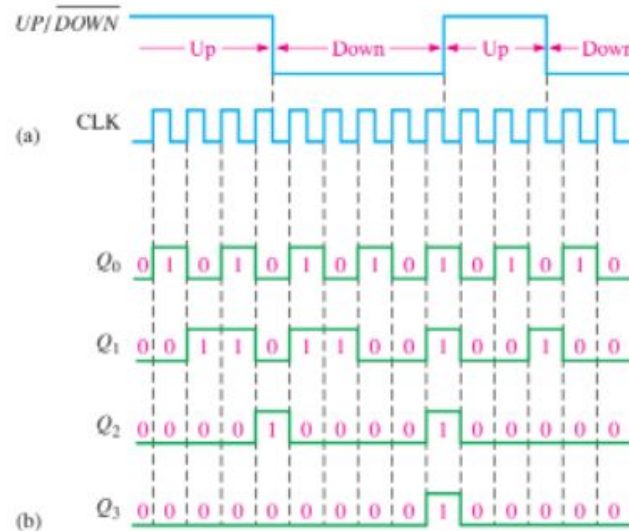 UP/DOWN
Up Down Up Down
(a) CLK
Q0 0 1 0 1 0 1 0 1 0 1 0 1 0 1 0
Q1 0 0 1 1 0 1 1 0 0 1 0 0 1 0 0
Q2 0 0 0 0 1 0 0 0 0 1 0 0 0 0 0
(b) Q3 0 0 0 0 0 0 0 0 0 1 0 0 0 0 0